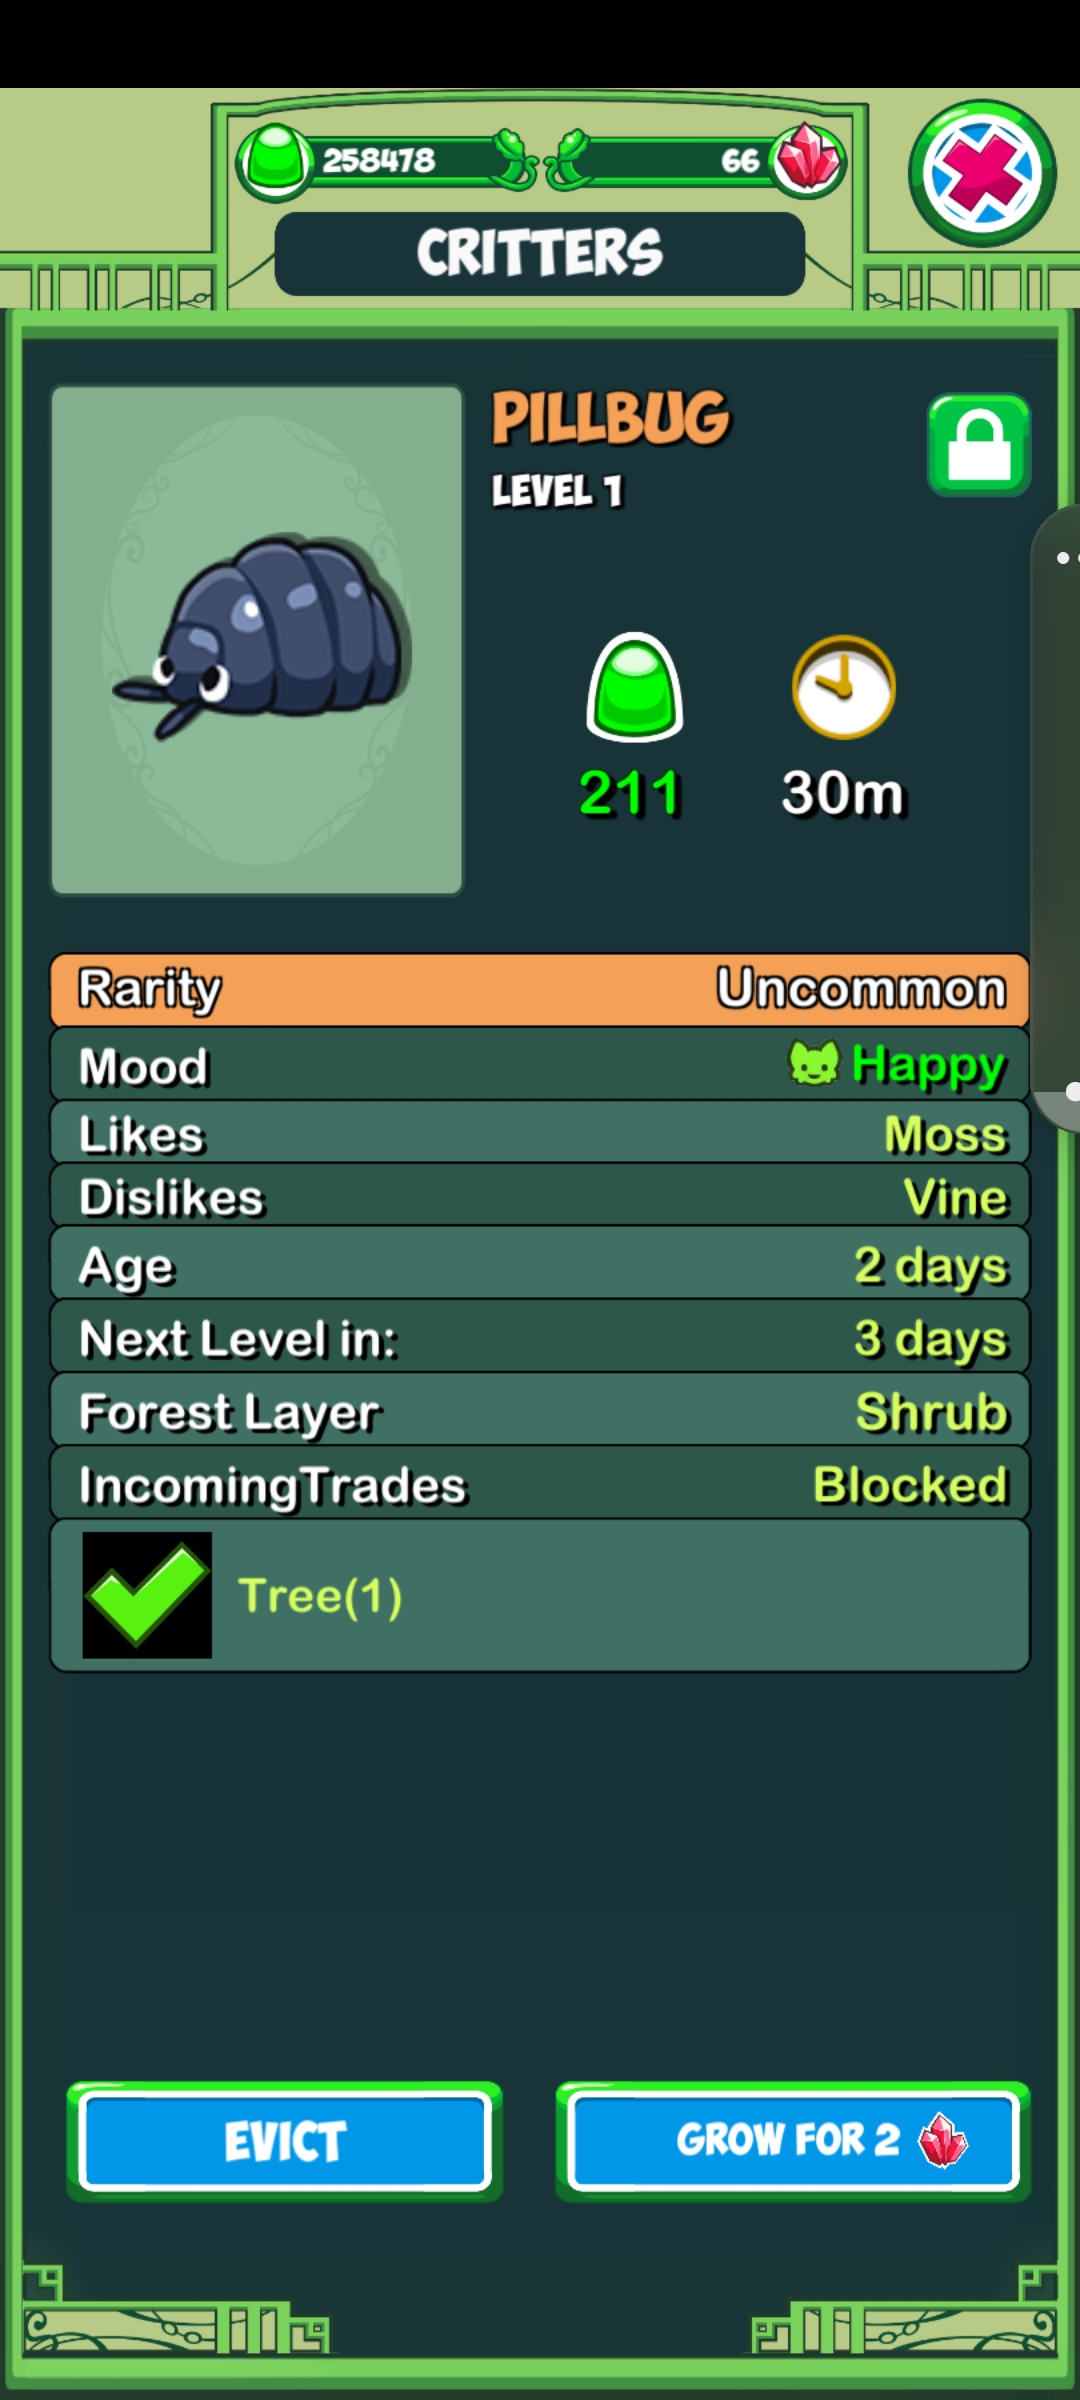 258478 66
CRITTERS
PILLBUG
LEVEL 1
211 30m
Rarity Uncommon
Mood Happy
Likes Moss
Dislikes Vine
Age 2 days
Next Level in: 3 days
Forest Layer Shrub
IncomingTrades Blocked
Tree(1)
EVICT GROW FOR 2